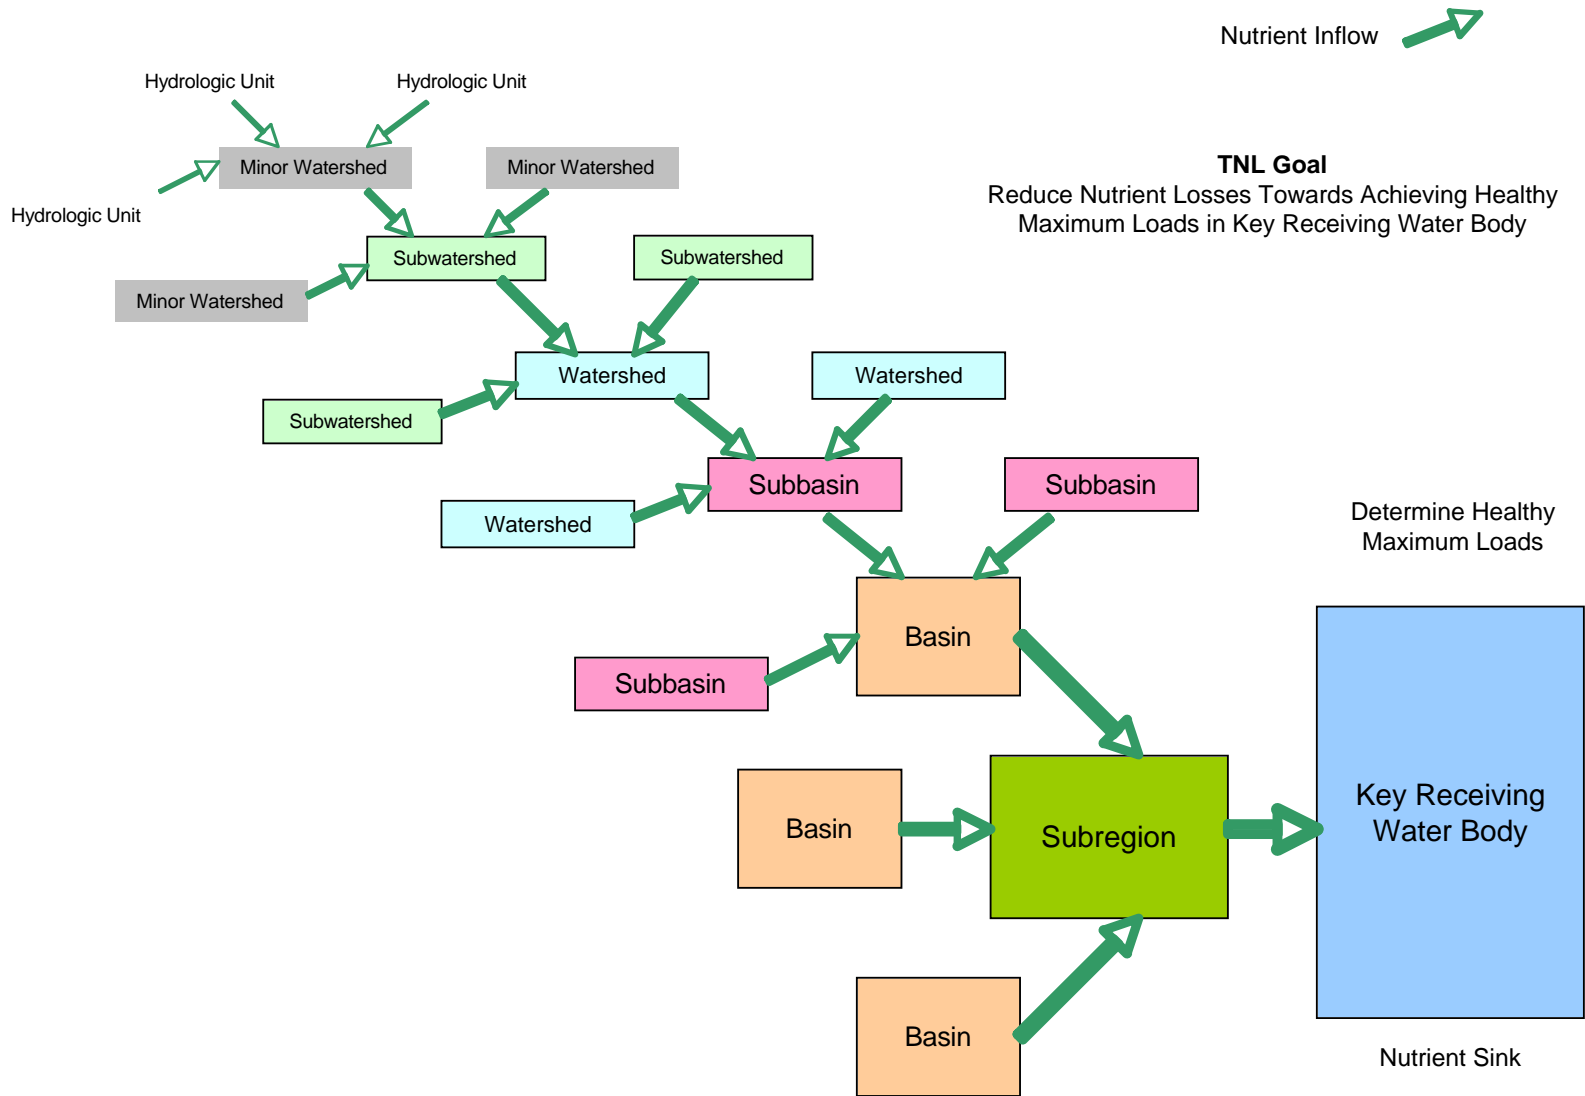 Nutrient Inflow
Hydrologic Unit
Hydrologic Unit
Minor Watershed
Minor Watershed
Hydrologic Unit
TNL Goal
Reduce Nutrient Losses Towards Achieving Healthy
Maximum Loads in Key Receiving Water Body
Subwatershed
Subwatershed
Minor Watershed
Watershed
Watershed
Subwatershed
Subbasin
Subbasin
Watershed
Determine Healthy
Maximum Loads
Basin
Subbasin
Key Receiving
Water Body
Basin
Subregion
Basin
Nutrient Sink